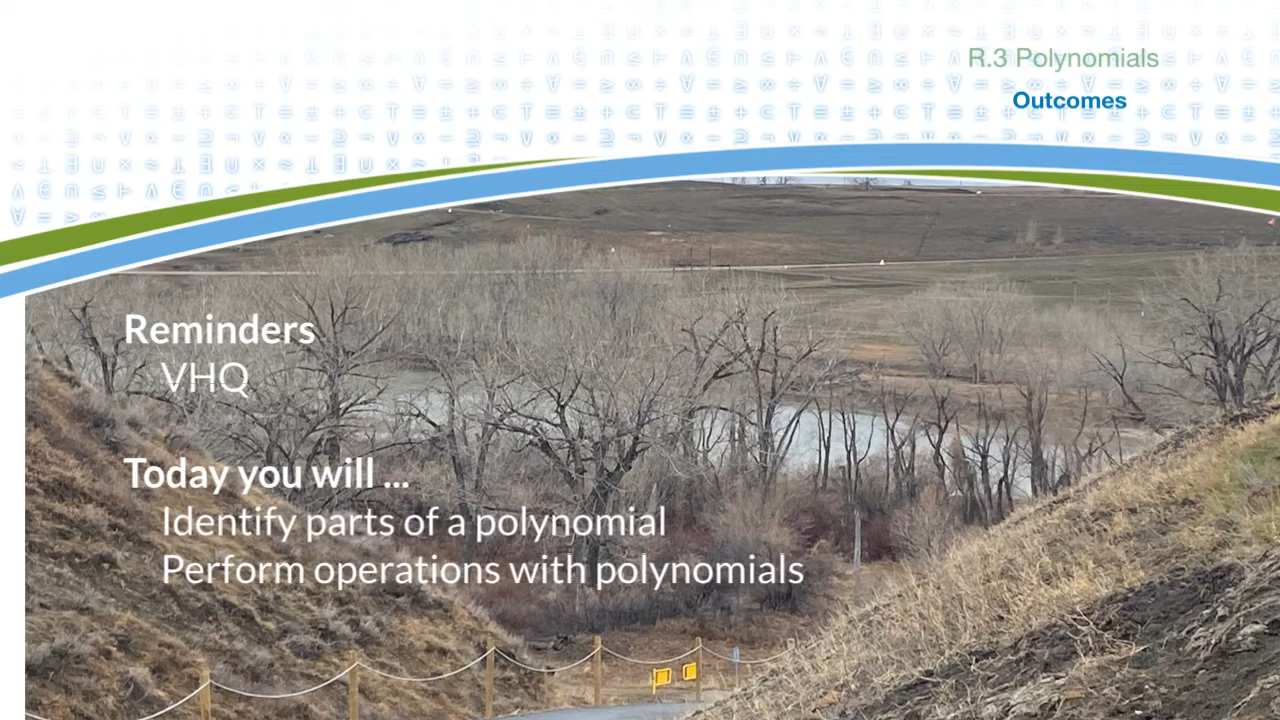 R.3 Polynomials
Outcomes
Reminders
VHQ
Today you will ...
Identify parts of a polynomial
Perform operations with polynomials